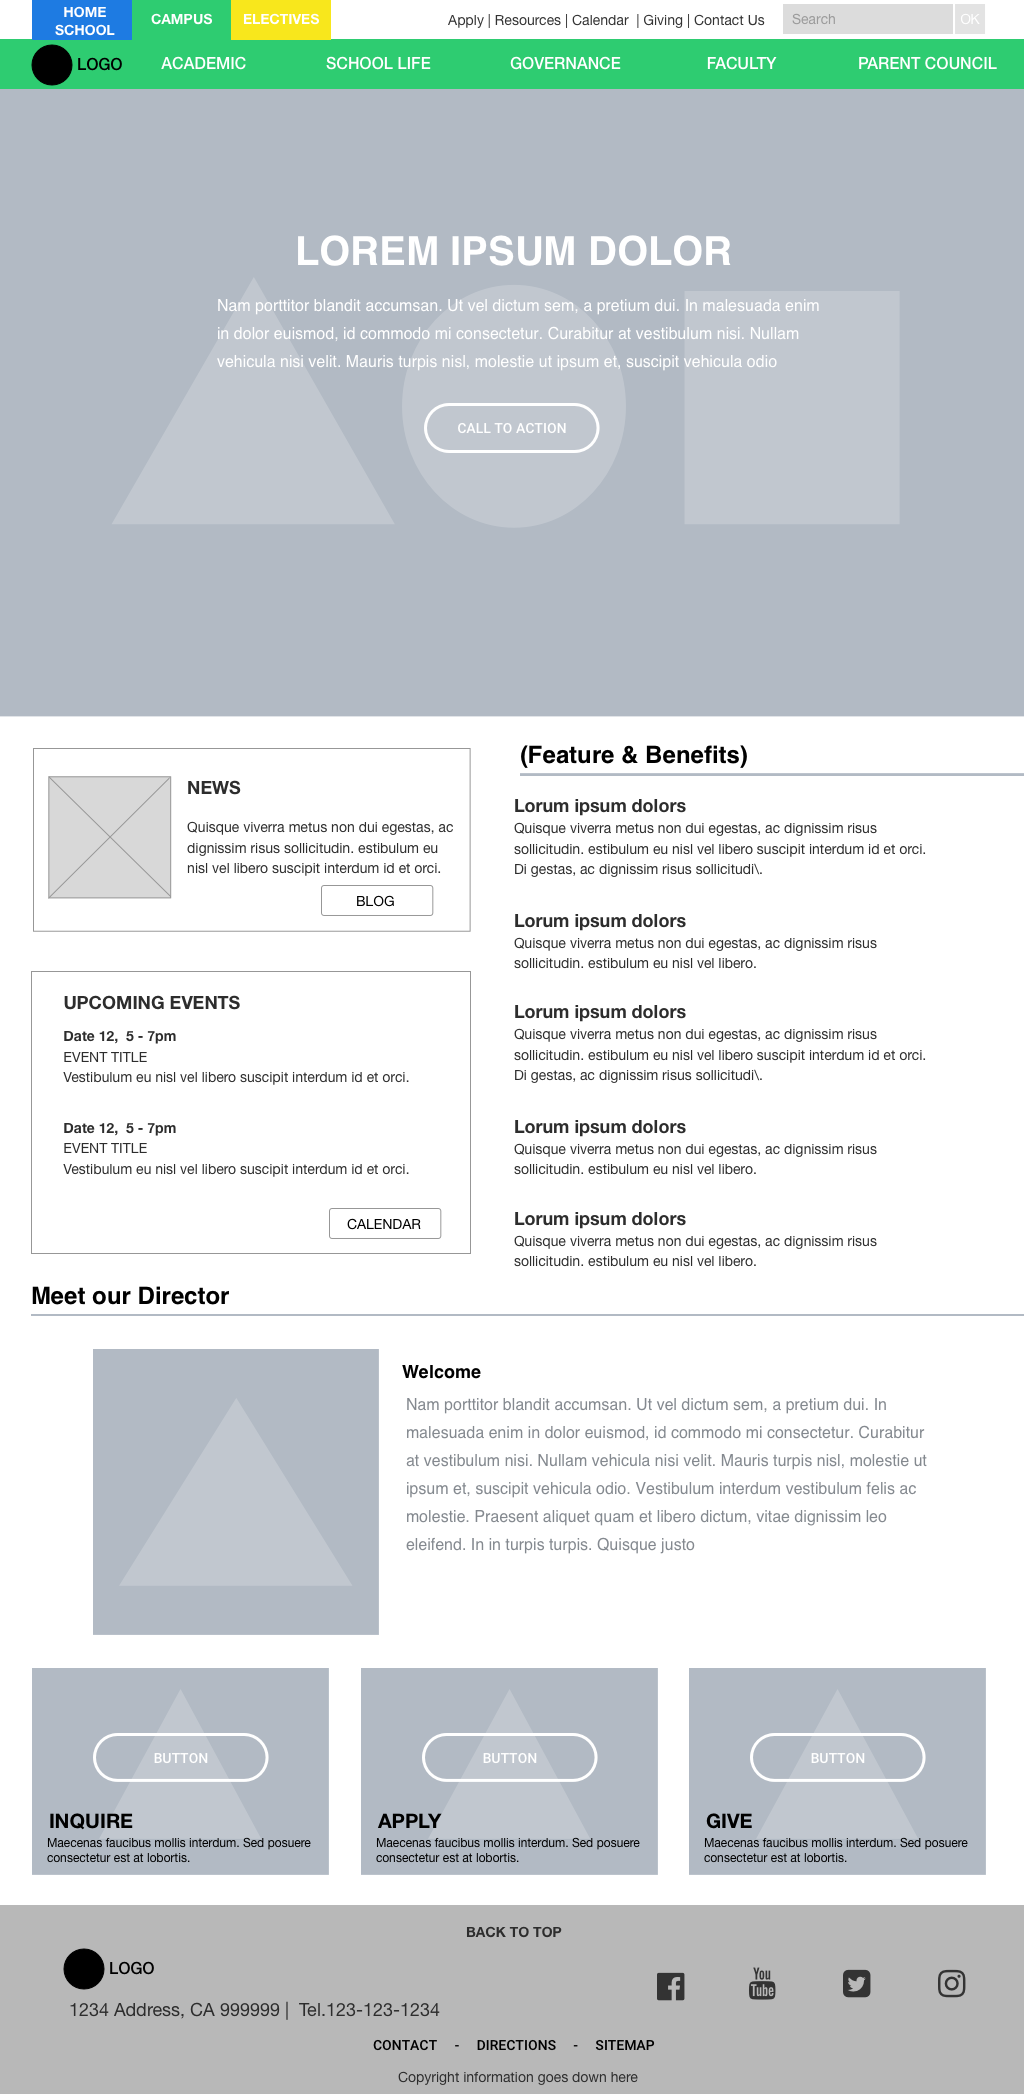 HOME
SCHOOL
CAMPUS
ELECTIVES
Apply | Resources | Calendar | Giving | Contact Us
Search
OK
LOGO
ACADEMIC
SCHOOL LIFE
GOVERNANCE
FACULTY
PARENT COUNCIL
LOREM IPSUM DOLOR
Nam porttitor blandit accumsan. Ut vel dictum sem, a pretium dui. In malesuada enim
in dolor euismod, id commodo mi consectetur. Curabitur at vestibulum nisi. Nullam
vehicula nisi velit. Mauris turpis nisl, molestie ut ipsum et, suscipit vehicula odio
CALL TO ACTION
NEWS
Quisque viverra metus non dui egestas, ac
dignissim risus sollicitudin. estibulum eu
nisl vel libero suscipit interdum id et orci.
BLOG
UPCOMING EVENTS
Date 12, 5 - 7pm
EVENT TITLE
Vestibulum eu nisl vel libero suscipit interdum id et orci.
Date 12, 5 - 7pm
EVENT TITLE
Vestibulum eu nisl vel libero suscipit interdum id et orci.
CALENDAR
(Feature & Benefits)
Lorum ipsum dolors
Quisque viverra metus non dui egestas, ac dignissim risus
sollicitudin. estibulum eu nisl vel libero suscipit interdum id et orci.
Di gestas, ac dignissim risus sollicitudi\.
Lorum ipsum dolors
Quisque viverra metus non dui egestas, ac dignissim risus
sollicitudin. estibulum eu nisl vel libero.
Lorum ipsum dolors
Quisque viverra metus non dui egestas, ac dignissim risus
sollicitudin. estibulum eu nisl vel libero suscipit interdum id et orci.
Di gestas, ac dignissim risus sollicitudi\.
Lorum ipsum dolors
Quisque viverra metus non dui egestas, ac dignissim risus
sollicitudin. estibulum eu nisl vel libero.
Lorum ipsum dolors
Quisque viverra metus non dui egestas, ac dignissim risus
sollicitudin. estibulum eu nisl vel libero.
Meet our Director
Welcome
Nam porttitor blandit accumsan. Ut vel dictum sem, a pretium dui. In
malesuada enim in dolor euismod, id commodo mi consectetur. Curabitur
at vestibulum nisi. Nullam vehicula nisi velit. Mauris turpis nisl, molestie ut
ipsum et, suscipit vehicula odio. Vestibulum interdum vestibulum felis ac
molestie. Praesent aliquet quam et libero dictum, vitae dignissim leo
eleifend. In in turpis turpis. Quisque justo
BUTTON
INQUIRE
Maecenas faucibus mollis interdum. Sed posuere
consectetur est at lobortis.
BUTTON
APPLY
Maecenas faucibus mollis interdum. Sed posuere
consectetur est at lobortis.
BUTTON
GIVE
Maecenas faucibus mollis interdum. Sed posuere
consectetur est at lobortis.
BACK TO TOP
LOGO
1234 Address, CA 999999 | Tel.123-123-1234
You
Tube
CONTACT - DIRECTIONS - SITEMAP
Copyright information goes down here